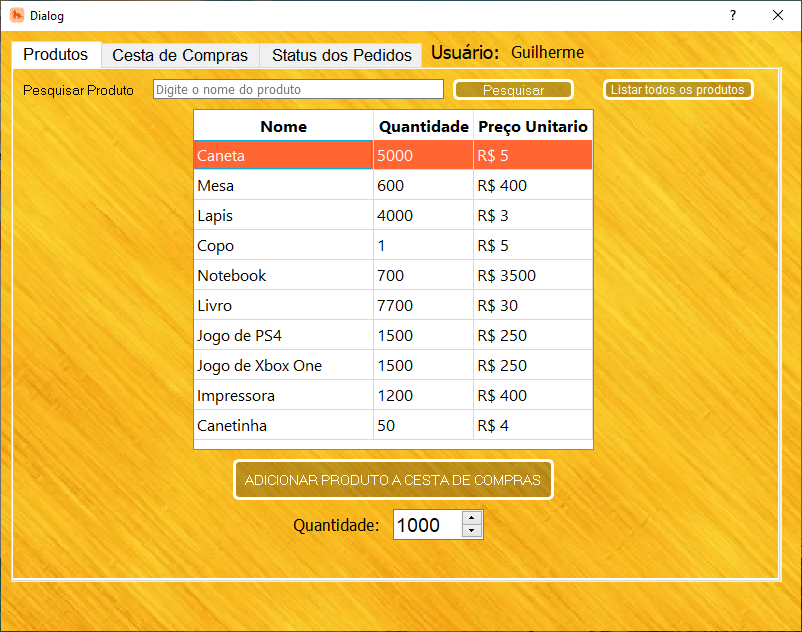 Dialog ?
Produtos Cesta de Compras Status dos Pedidos Usuário: Guilherme
Pesquisar Produto Digite o nome do produto Pesquisar Listar todos os produtos
Nome Quantidade Preço Unitario
Caneta 5000 R$ 5
Mesa 600 R$ 400
Lapis 4000 R$ 3
Copo 1 R$ 5
Notebook 700 R$ 3500
Livro 7700 R$ 30
Jogo de PS4 1500 R$ 250
Jogo de Xbox One 1500 R$ 250
Impressora 1200 R$ 400
Canetinha 50 R$ 4
ADICIONAR PRODUTO A CESTA DE COMPRAS
Quantidade: 1000